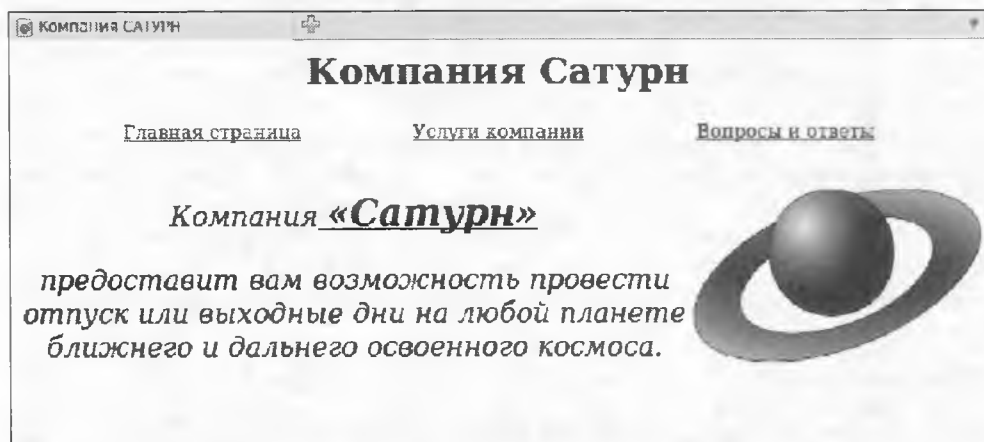 Компания САТУРН
Компания Сатурн
Главная страница Услуги компании Вопросы и ответы
Компания «Сатурн»
предоставит вам возможность провести
отпуск или выходные дни на любой планете
ближнего и дальнего освоенного космоса.